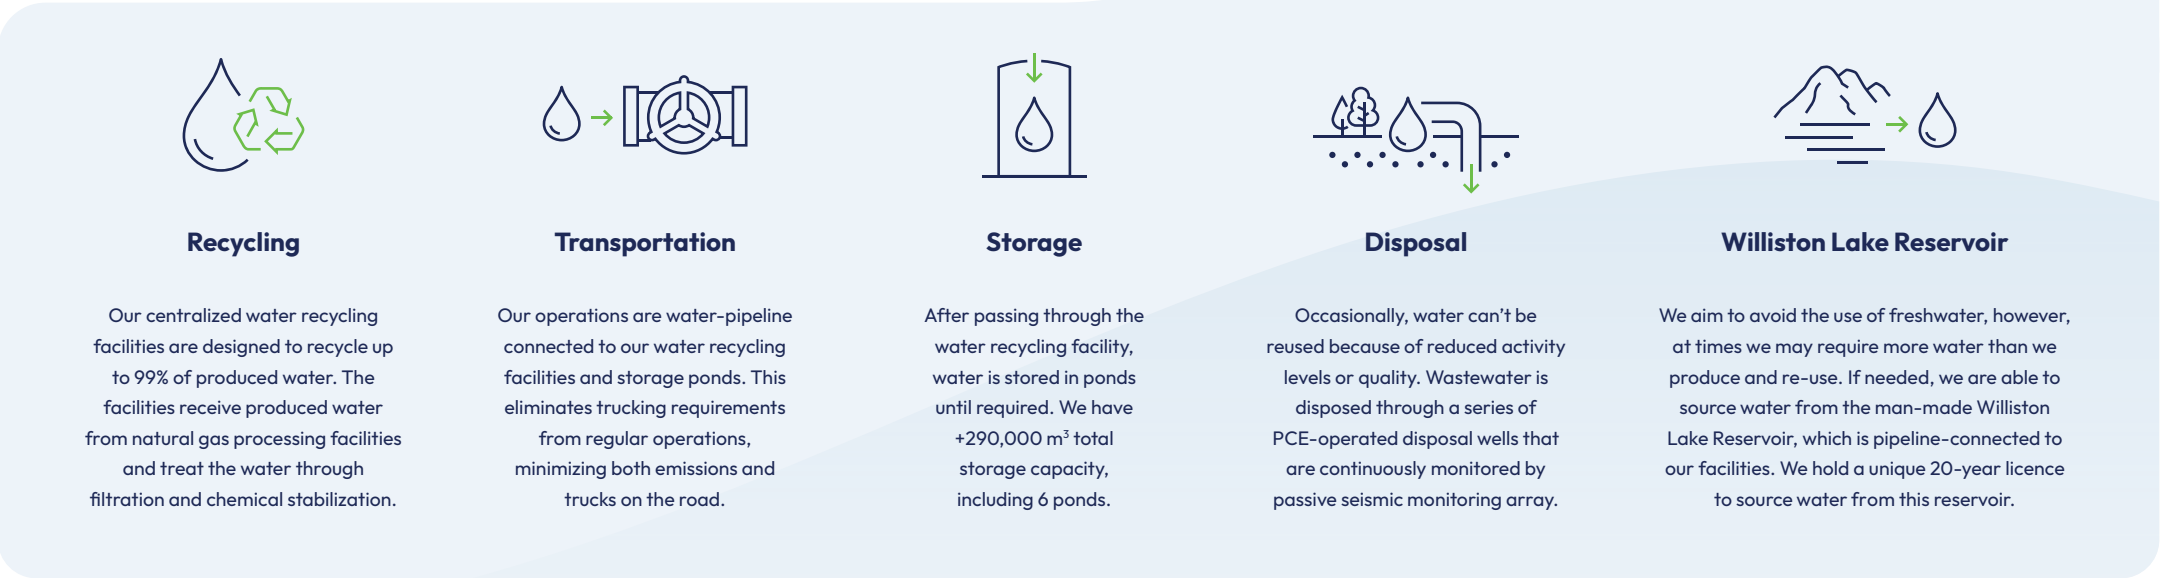 Recycling
Our centralized water recycling
facilities are designed to recycle up
to 99% of produced water. The
facilities receive produced water
from natural gas processing facilities
and treat the water through
filtration and chemical stabilization.
Transportation
Our operations are water-pipeline
connected to our water recycling
facilities and storage ponds. This
eliminates trucking requirements
from regular operations,
minimizing both emissions and
trucks on the road.
Storage
After passing through the
water recycling facility,
water is stored in ponds
until required. We have
+290,000 m³ total
storage capacity,
including 6 ponds.
Disposal
Occasionally, water can’t be
reused because of reduced activity
levels or quality. Wastewater is
disposed through a series of
PCE-operated disposal wells that
are continuously monitored by
passive seismic monitoring array.
Williston Lake Reservoir
We aim to avoid the use of freshwater, however,
at times we may require more water than we
produce and re-use. If needed, we are able to
source water from the man-made Williston
Lake Reservoir, which is pipeline-connected to
our facilities. We hold a unique 20-year licence
to source water from this reservoir.